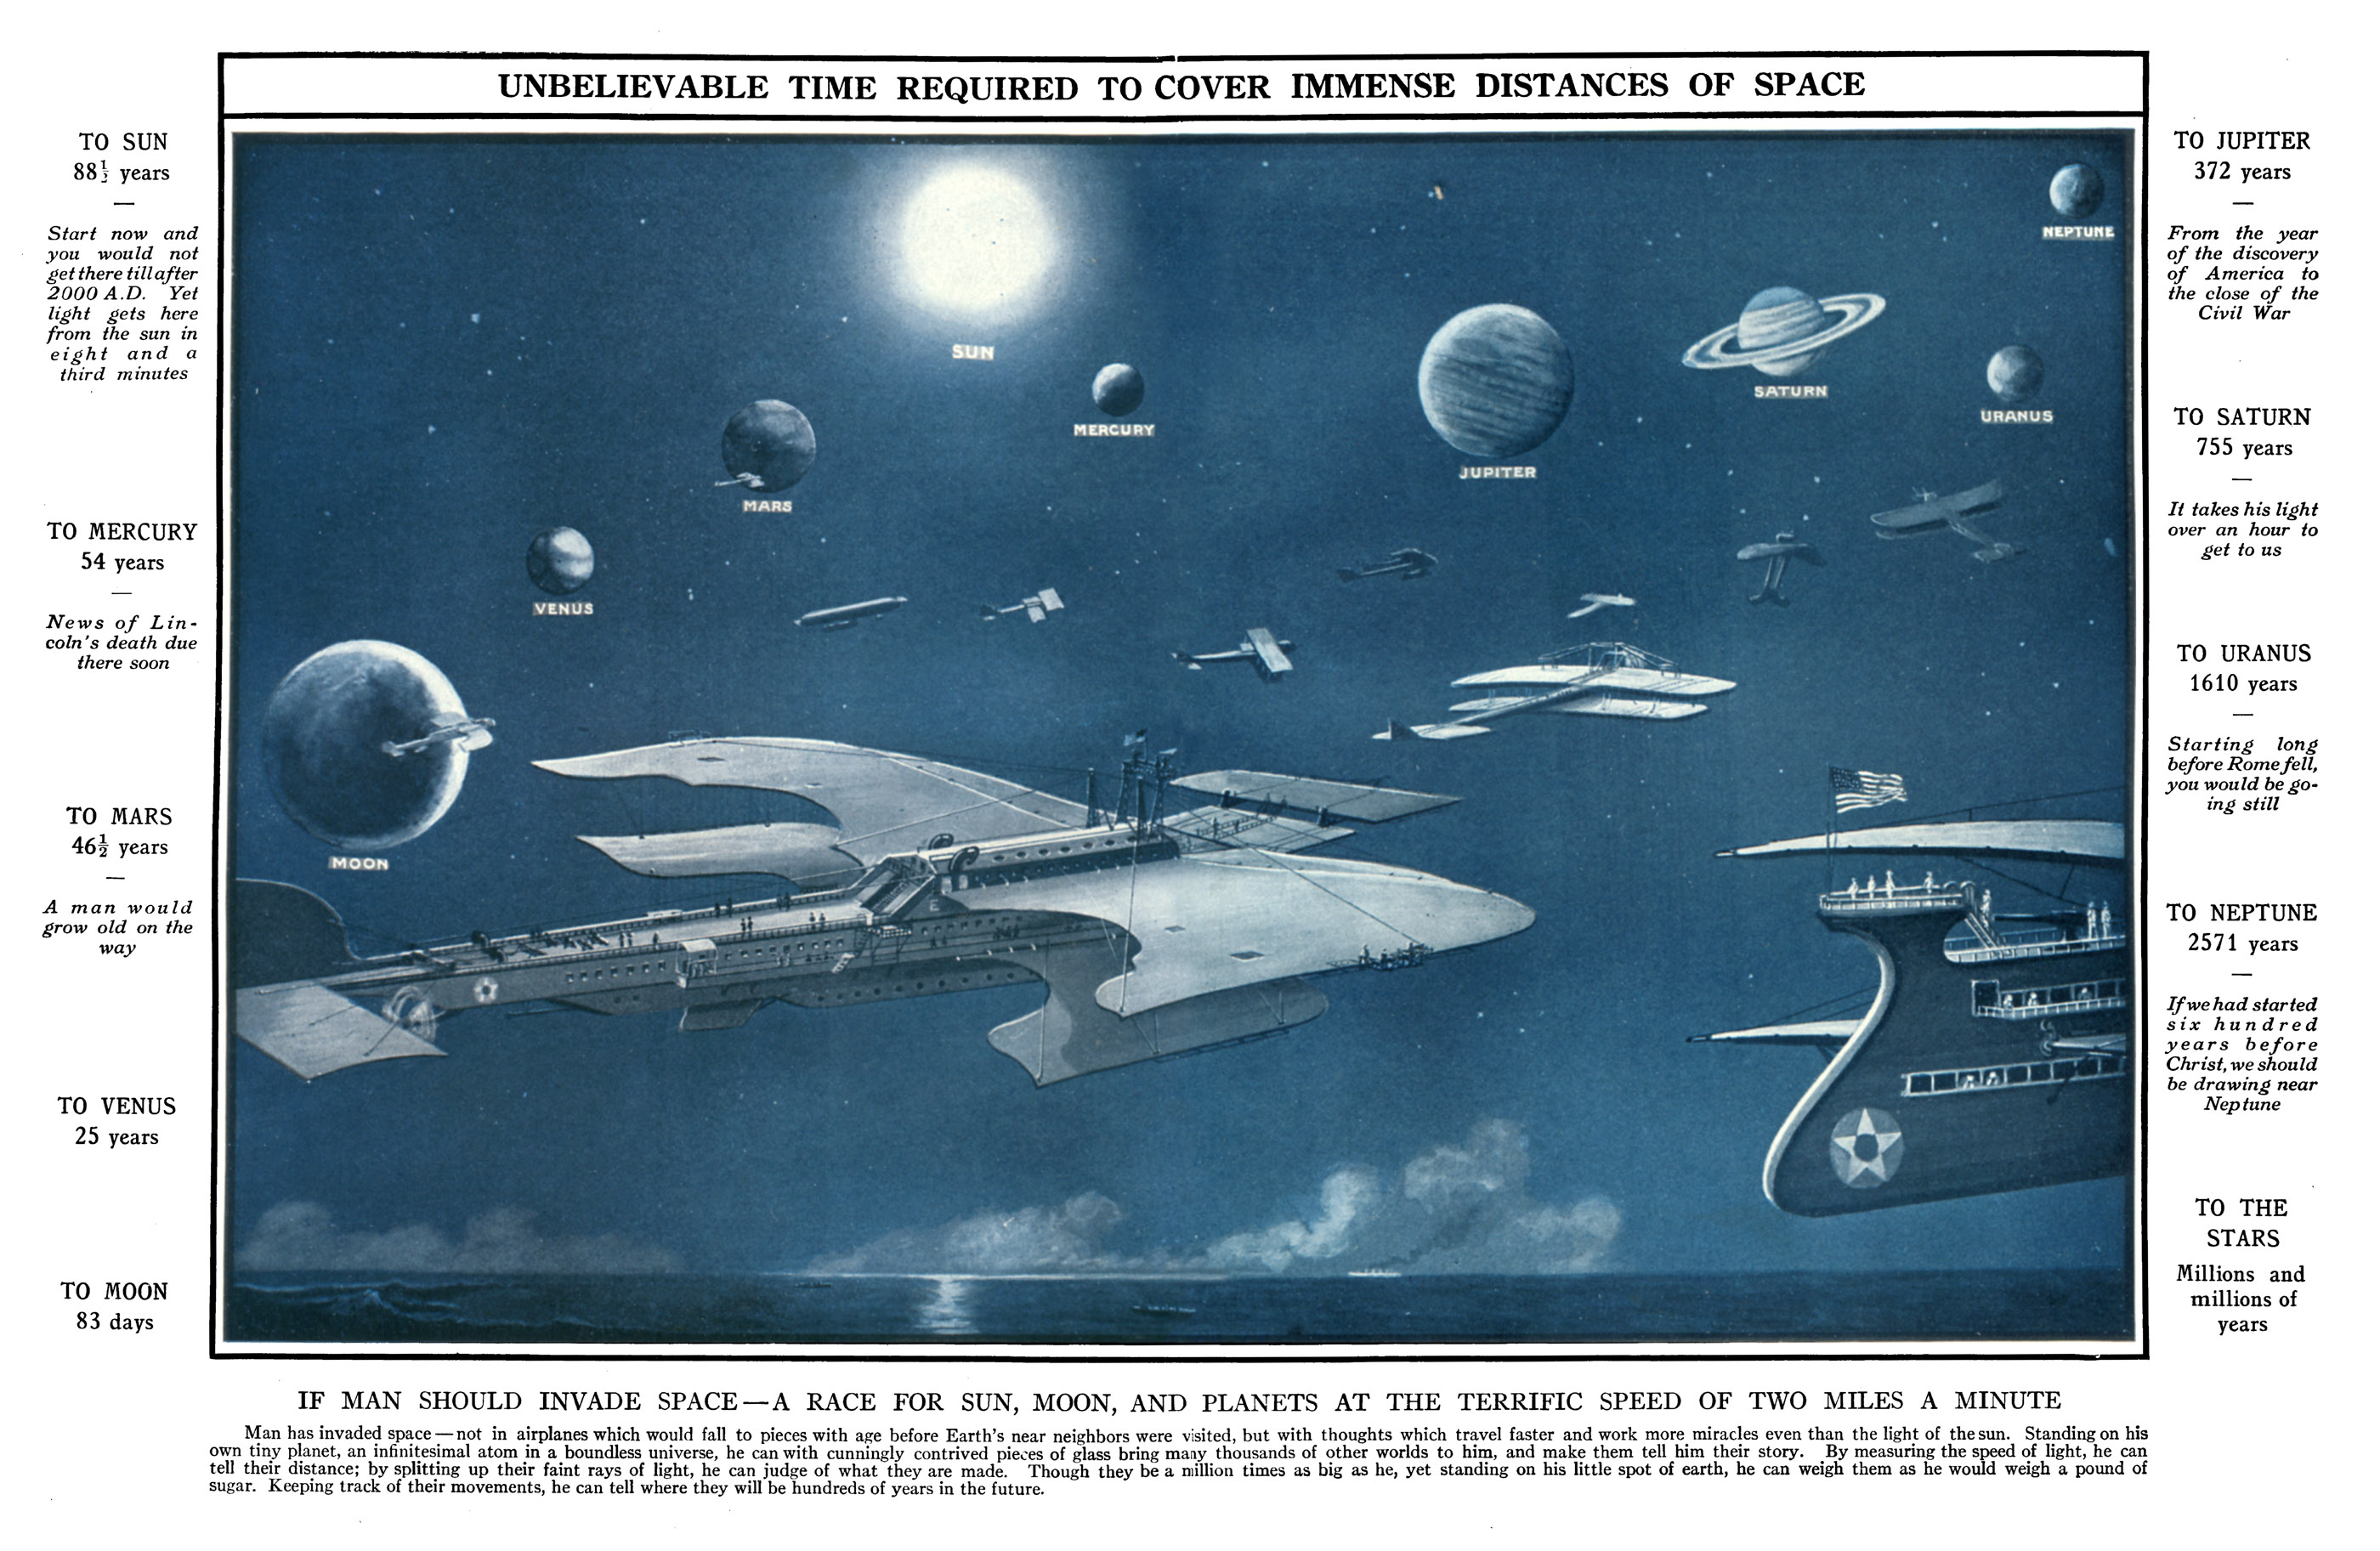 UNBELIEVABLE TIME REQUIRED TO COVER IMMENSE DISTANCES OF SPACE
TO SUN
88½ years
Start now and
you would not
get there till after
2000 A.D. Yet
light gets here
from the sun in
eight and a
third minutes
TO MERCURY
54 years
News of Lin-
coln's death due
there soon
TO MARS
46½ years
A man would
grow old on the
way
TO VENUS
25 years
TO MOON
83 days
SUN
MERCURY
MARS
VENUS
MOON
JUPITER
SATURN
URANUS
NEPTUNE
E
TO JUPITER
372 years
From the year
of the discovery
of America to
the close of the
Civil War
TO SATURN
755 years
It takes his light
over an hour to
get to us
TO URANUS
1610 years
Starting long
before Rome fell,
you would be go-
ing still
TO NEPTUNE
2571 years
If we had started
six hundred
years before
Christ, we should
be drawing near
Neptune
TO THE
STARS
Millions and
millions of
years
IF MAN SHOULD INVADE SPACE—A RACE FOR SUN, MOON, AND PLANETS AT THE TERRIFIC SPEED OF TWO MILES A MINUTE
Man has invaded space—not in airplanes which would fall to pieces with age before Earth's near neighbors were visited, but with thoughts which travel faster and work more miracles even than the light of the sun. Standing on his
own tiny planet, an infinitesimal atom in a boundless universe, he can with cunningly contrived pieces of glass bring many thousands of other worlds to him, and make them tell him their story. By measuring the speed of light, he can
tell their distance; by splitting up their faint rays of light, he can judge of what they are made. Though they be a million times as big as he, yet standing on his little spot of earth, he can weigh them as he would weigh a pound of
sugar. Keeping track of their movements, he can tell where they will be hundreds of years in the future.